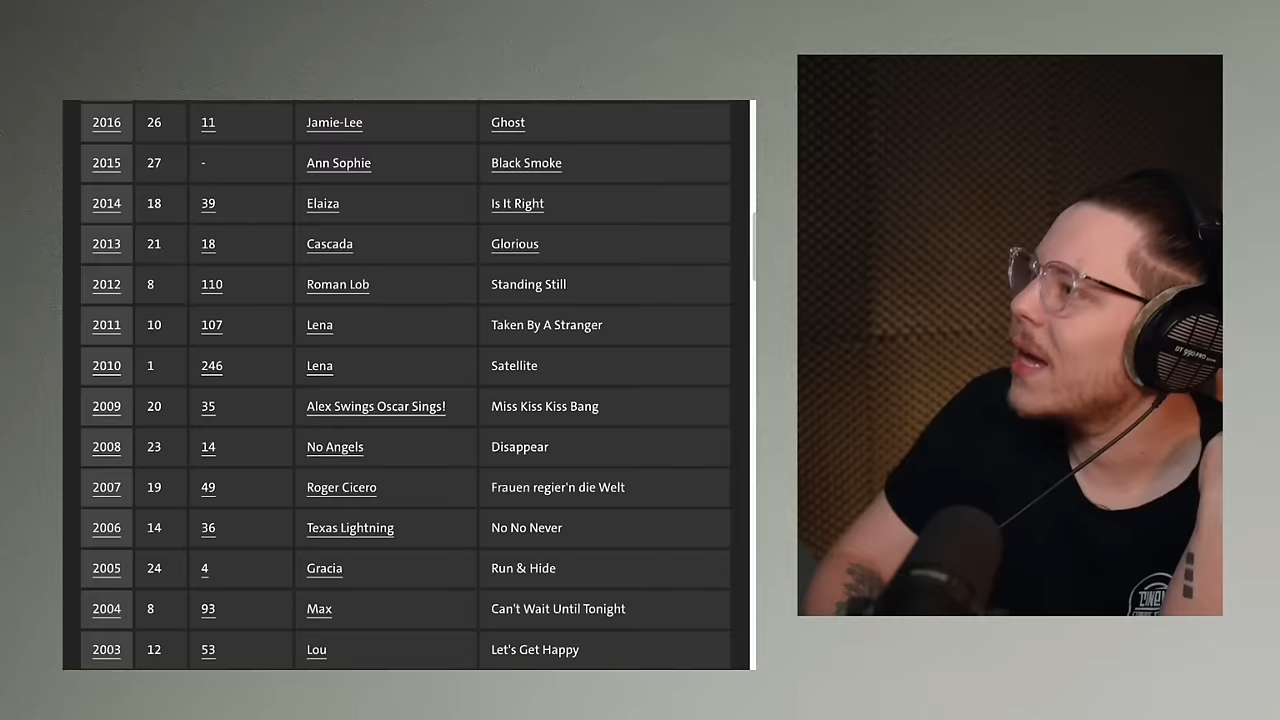 2016 26 11 Jamie-Lee Ghost
2015 27 - Ann Sophie Black Smoke
2014 18 39 Elaiza Is It Right
2013 21 18 Cascada Glorious
2012 8 110 Roman Lob Standing Still
2011 10 107 Lena Taken By A Stranger
2010 1 246 Lena Satellite
2009 20 35 Alex Swings Oscar Sings! Miss Kiss Kiss Bang
2008 23 14 No Angels Disappear
2007 19 49 Roger Cicero Frauen regier'n die Welt
2006 14 36 Texas Lightning No No Never
2005 24 4 Gracia Run & Hide
2004 8 93 Max Can't Wait Until Tonight
2003 12 53 Lou Let's Get Happy
DT 990 PRO